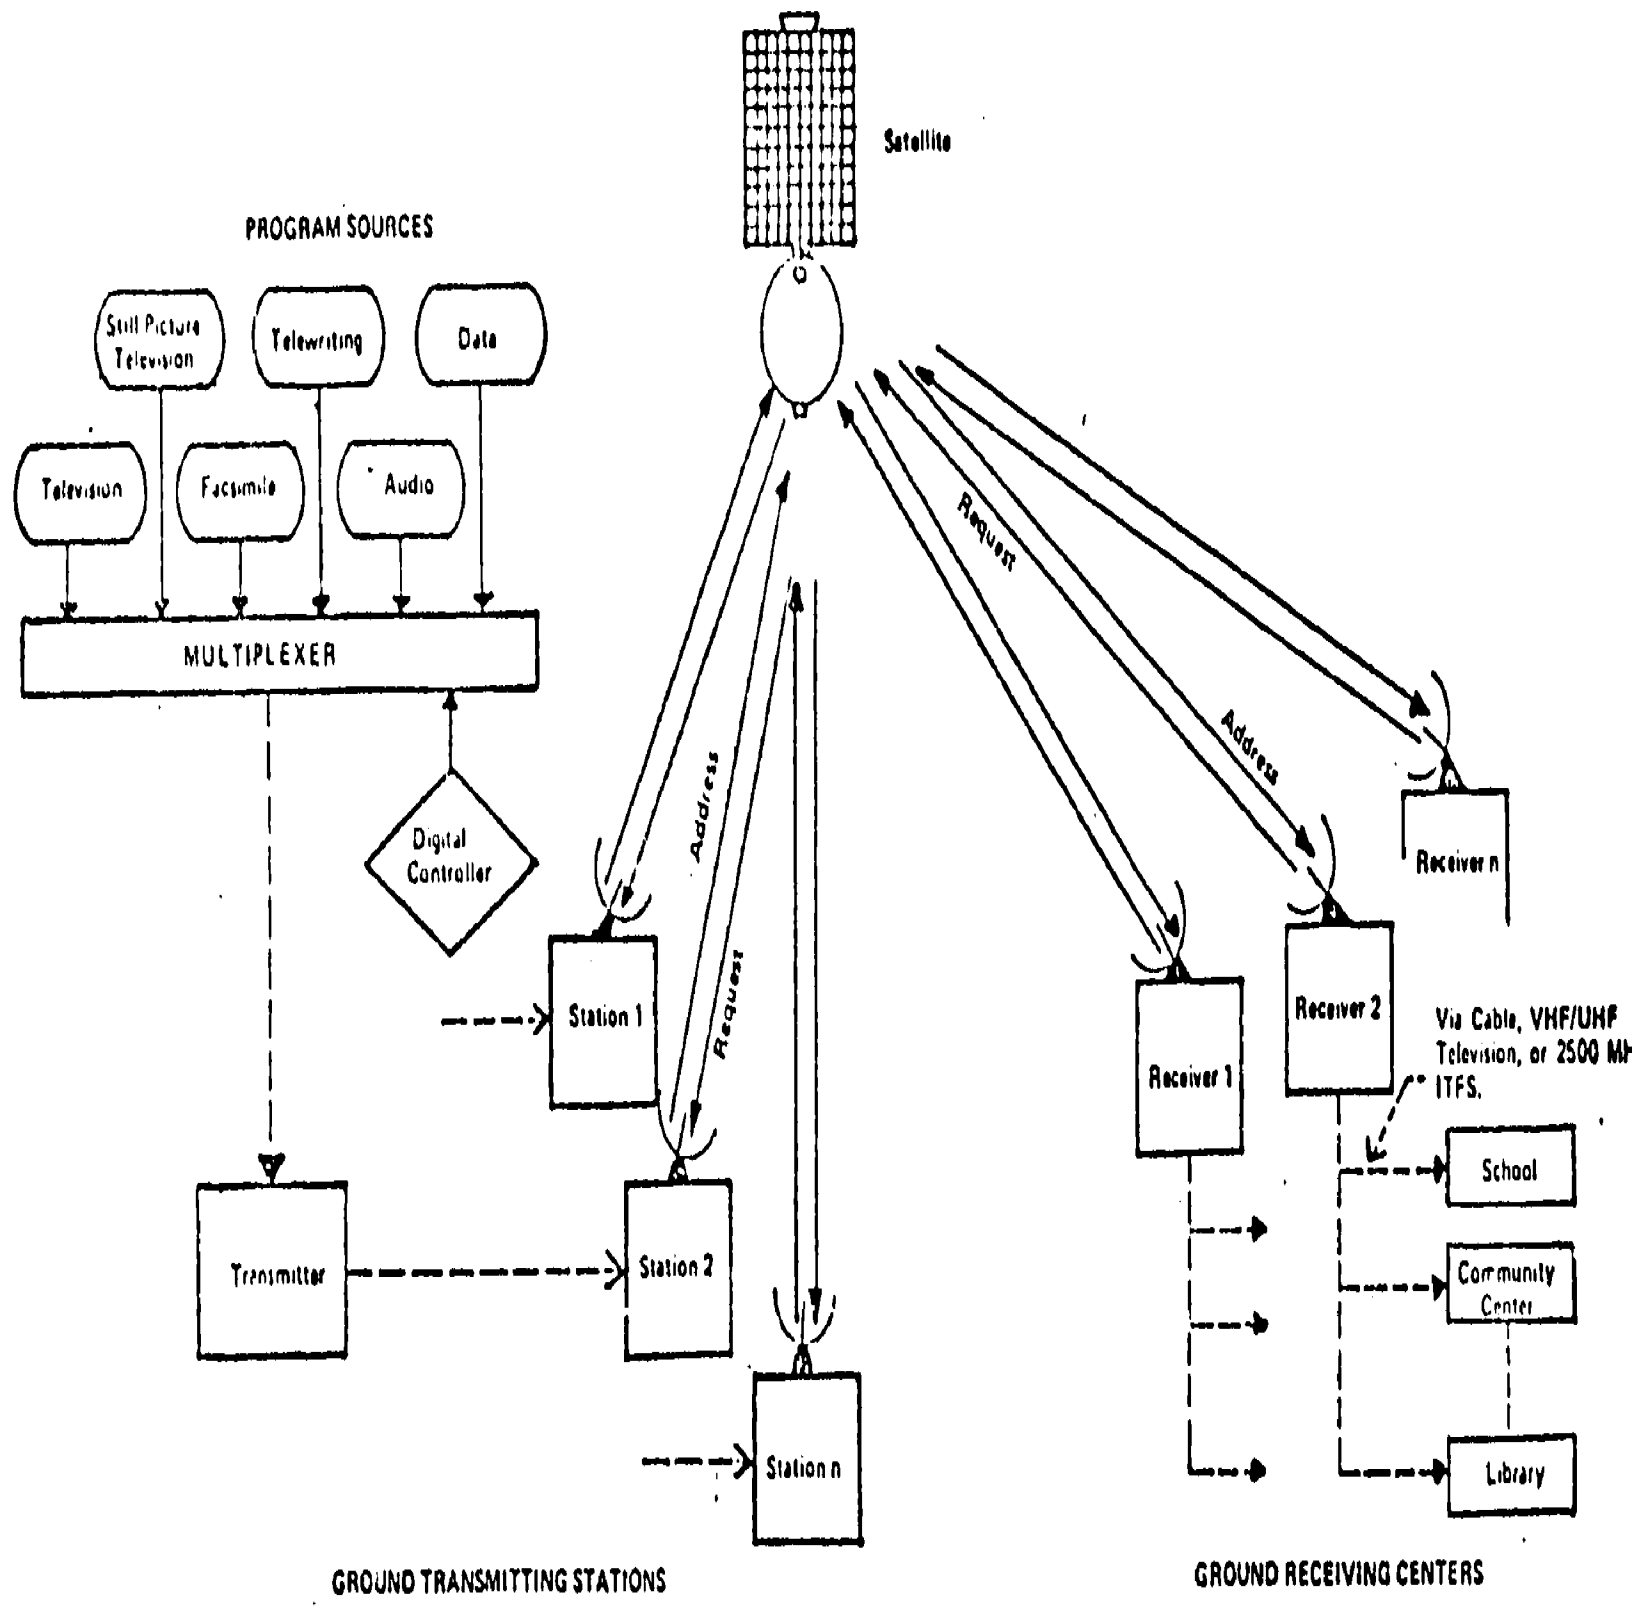 Satellite
PROGRAM SOURCES
Still Picture
Television
Telewriting
Data
Television
Facsimile
Audio
MULTIPLEXER
Digital
Controller
Request
Address
Address
Request
Station 1
Station 2
Station n
Transmitter
Receiver n
Receiver 2
Receiver 1
Via Cable, VHF/UHF
Television, or 2500 MH
ITFS.
School
Community
Center
Library
GROUND TRANSMITTING STATIONS
GROUND RECEIVING CENTERS